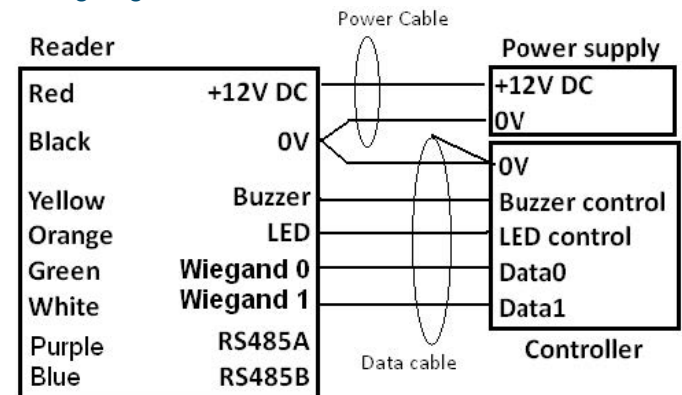 Power Cable
Reader
Power supply
Red +12V DC
+12V DC
0V
Black 0V
0V
Yellow Buzzer
Buzzer control
Orange LED
LED control
Green Wiegand 0
Data0
White Wiegand 1
Data1
Purple RS485A
Blue RS485B
Data cable
Controller